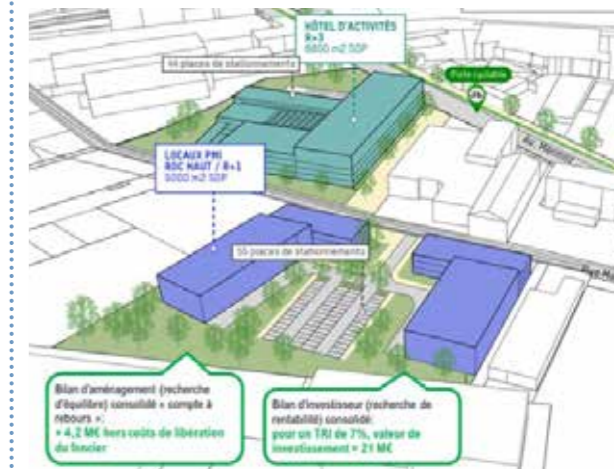 HÔTEL D'ACTIVITÉS
R+3
6800 m2 SDP
44 places de stationnements
Piste cyclable
Av.
LOCAUX PMI
RDC HAUT / R+1
5000 m2 SDP
55 places de stationnements
Bilan d'aménagement (recherche
d'équilibre) consolidé « compte à
rebours »:
+ 4,2 M€ hors coûts de libération
du foncier
Bilan d'investisseur (recherche de
rentabilité) consolidé:
pour un TRI de 7%, valeur de
investissement = 21 M€